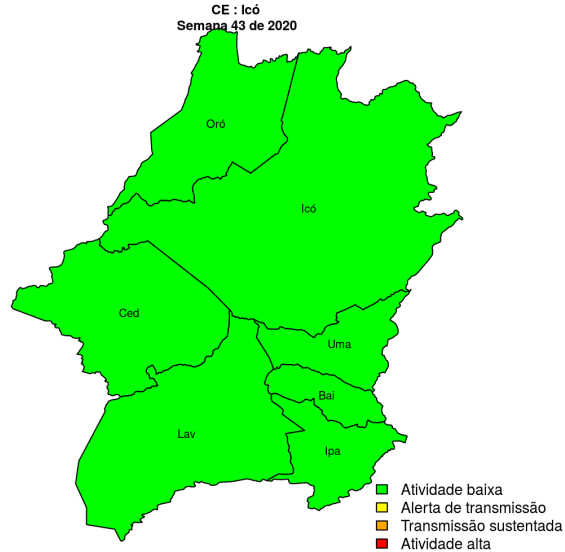 CE : Icó
Semana 43 de 2020
Oró
Icó
Ced
Uma
Bai
Lav
Ipa
Atividade baixa
Alerta de transmissão
Transmissão sustentada
Atividade alta